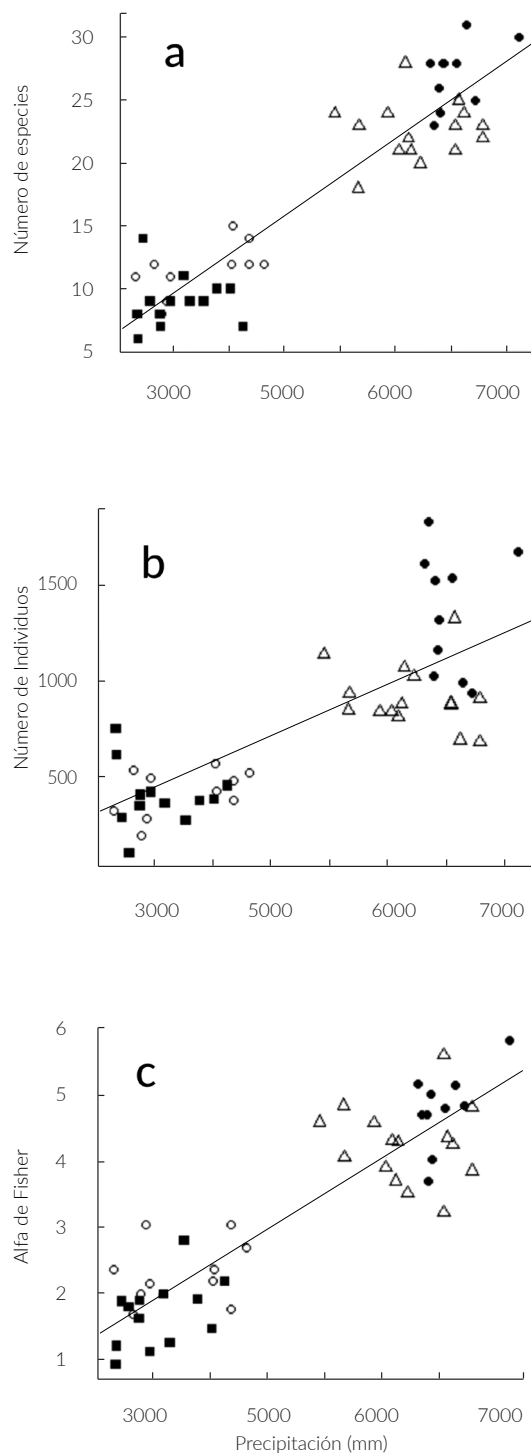 a
Número de especies
30
25
20
15
10
5
3000 5000 6000 7000
b
Número de Individuos
1500
1000
500
3000 5000 6000 7000
c
Alfa de Fisher
6
5
4
3
2
1
3000 5000 6000 7000
Precipitación (mm)